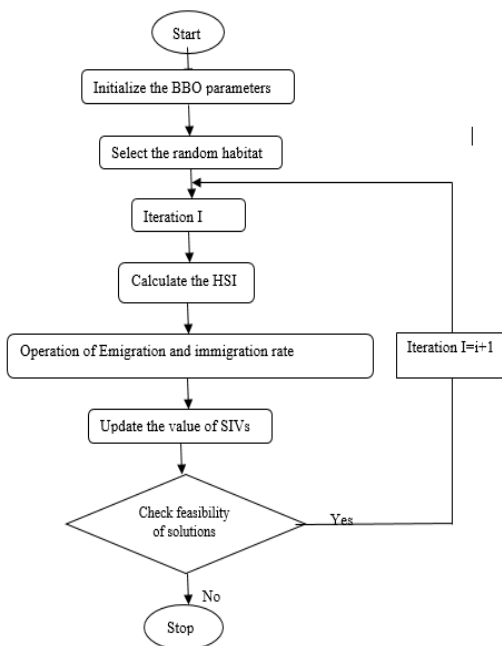 Start
Initialize the BBO parameters
Select the random habitat
Iteration I
Calculate the HSI
Operation of Emigration and immigration rate
Iteration I=i+1
Update the value of SIVs
Check feasibility
of solutions
Yes
No
Stop